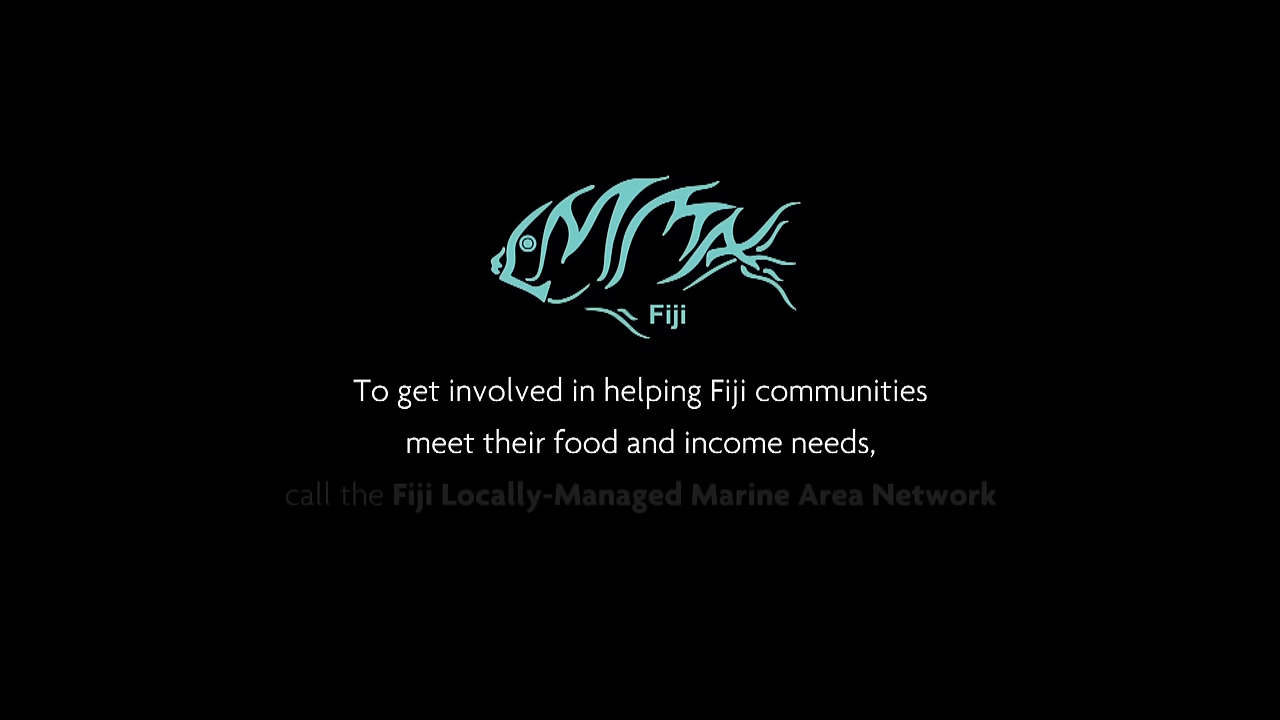 Fiji
To get involved in helping Fiji communities
meet their food and income needs,
call the Fiji Locally-Managed Marine Area Network